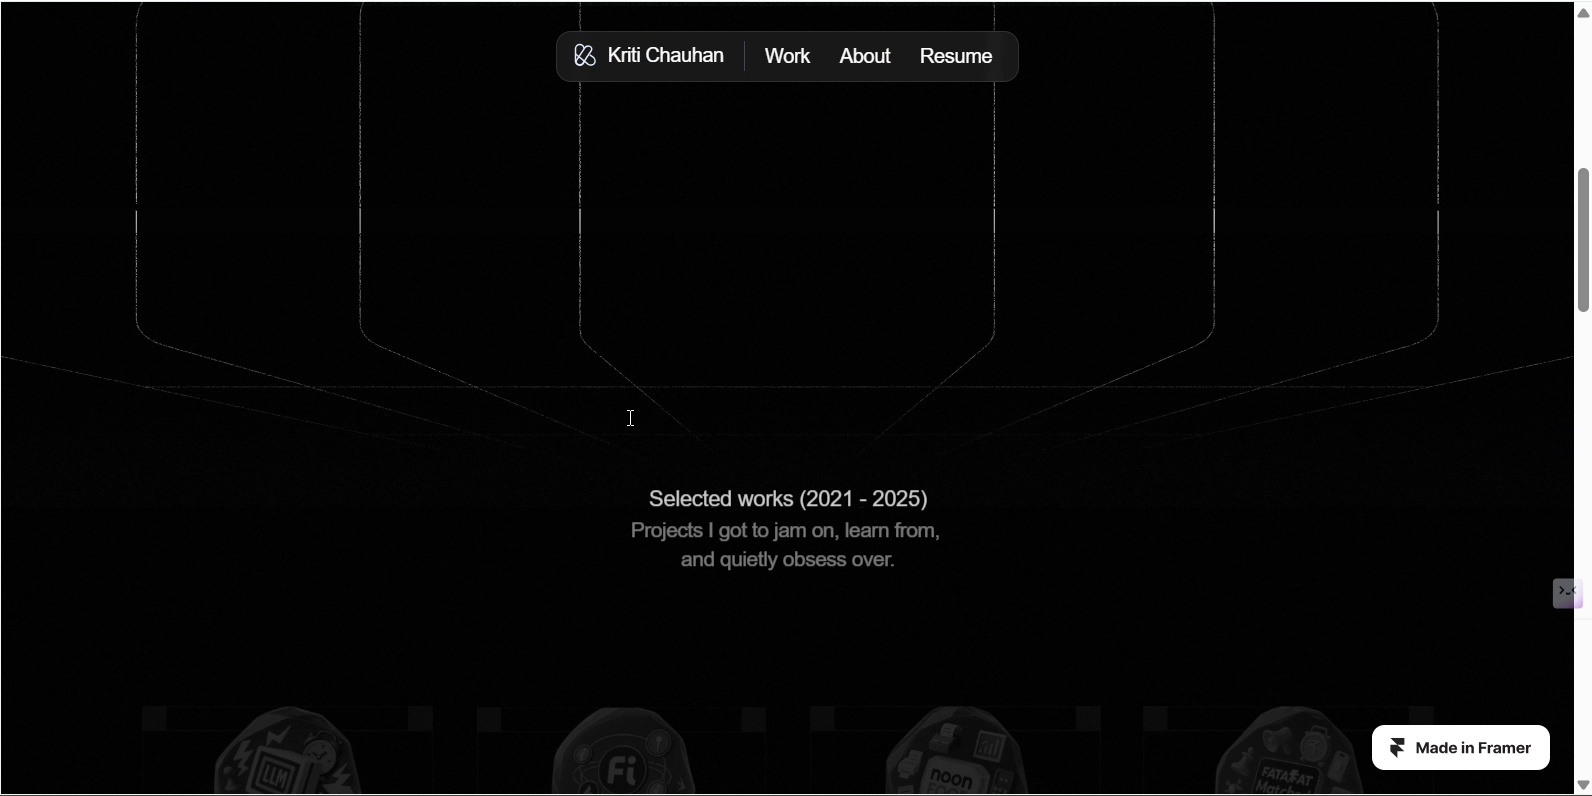 Kriti Chauhan
Work
About
Resume
Selected works (2021 - 2025)
Projects I got to jam on, learn from,
and quietly obsess over.
LLM
Fi
noon
FATAFAT
Made in Framer